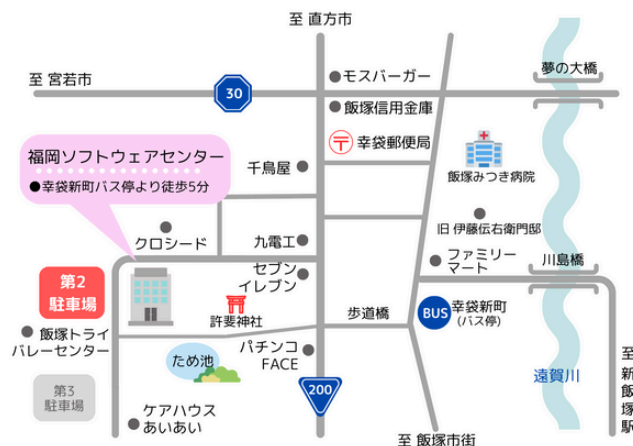 至 直方市
至 宮若市
30
モスバーガー
夢の大橋
飯塚信用金庫
幸袋郵便局
福岡ソフトウェアセンター
●幸袋新町バス停より徒歩5分
千鳥屋
飯塚みつき病院
旧 伊藤伝右衛門邸
クロシード
九電工
ファミリー
マート
川島橋
セブン
イレブン
第2
駐車場
許斐神社
歩道橋
BUS
幸袋新町
(バス停)
飯塚トライ
バレーセンター
ため池
パチンコ
FACE
遠賀川
至
新
飯
塚
駅
第3
駐車場
200
ケアハウス
あいあい
至 飯塚市街